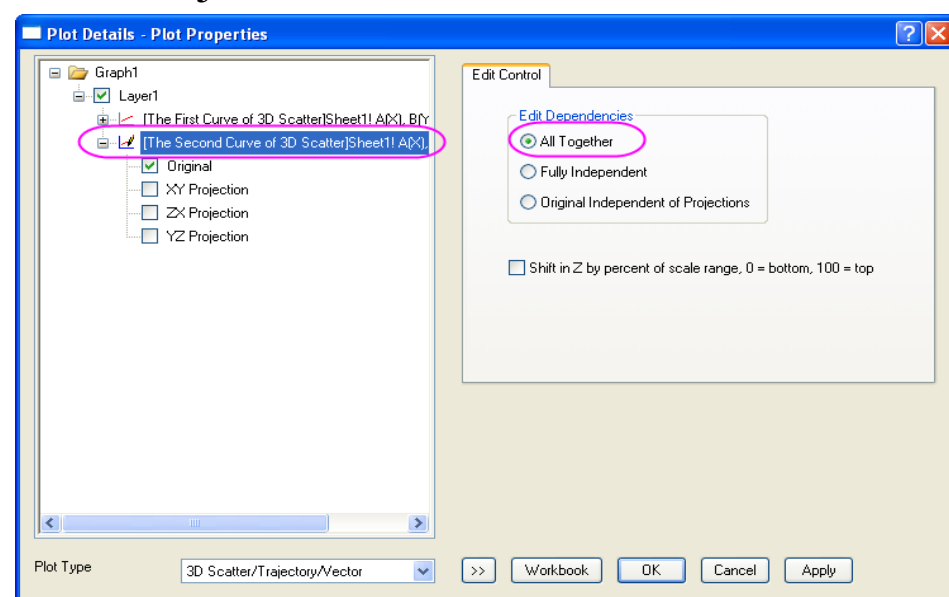 Plot Details - Plot Properties
Graph1
Layer1
[The First Curve of 3D Scatter]Sheet1! A(X), B(Y
[The Second Curve of 3D Scatter]Sheet1! A(X),
Original
XY Projection
ZX Projection
YZ Projection
Edit Control
Edit Dependencies
All Together
Fully Independent
Original Independent of Projections
Shift in Z by percent of scale range, 0 = bottom, 100 = top
Plot Type
3D Scatter/Trajectory/Vector
>>
Workbook
OK
Cancel
Apply